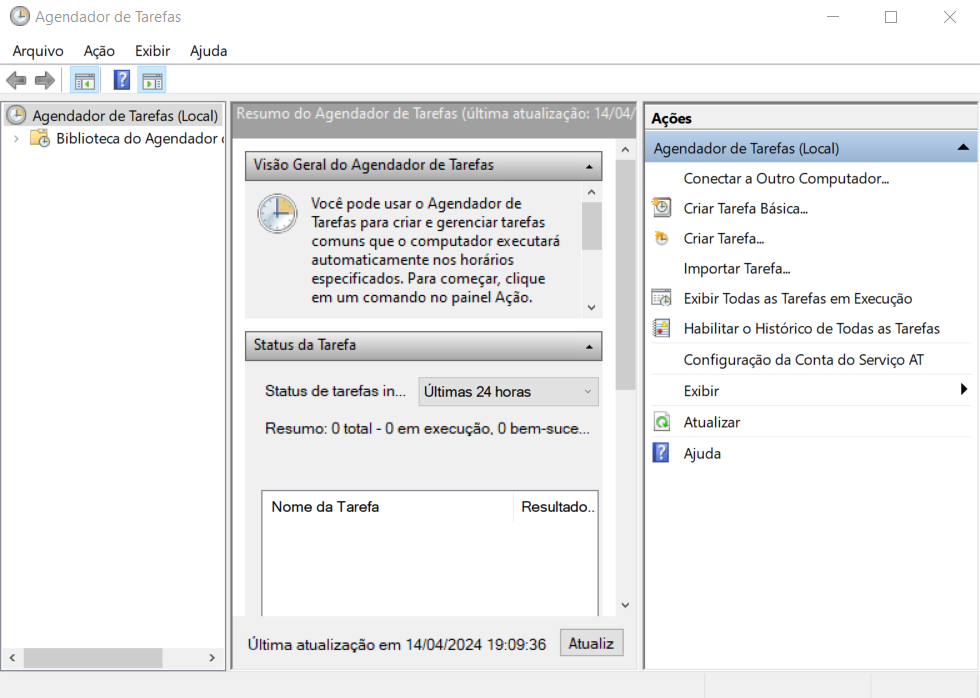 Agendador de Tarefas
Arquivo Ação Exibir Ajuda
Agendador de Tarefas (Local)
Biblioteca do Agendador
Resumo do Agendador de Tarefas (última atualização: 14/04/
Visão Geral do Agendador de Tarefas
Você pode usar o Agendador de
Tarefas para criar e gerenciar tarefas
comuns que o computador executará
automaticamente nos horários
especificados. Para começar, clique
em um comando no painel Ação.
Status da Tarefa
Status de tarefas in... Últimas 24 horas
Resumo: 0 total - 0 em execução, 0 bem-suce...
Nome da Tarefa Resultado..
Última atualização em 14/04/2024 19:09:36 Atualiz
Ações
Agendador de Tarefas (Local)
Conectar a Outro Computador...
Criar Tarefa Básica...
Criar Tarefa...
Importar Tarefa...
Exibir Todas as Tarefas em Execução
Habilitar o Histórico de Todas as Tarefas
Configuração da Conta do Serviço AT
Exibir
Atualizar
Ajuda